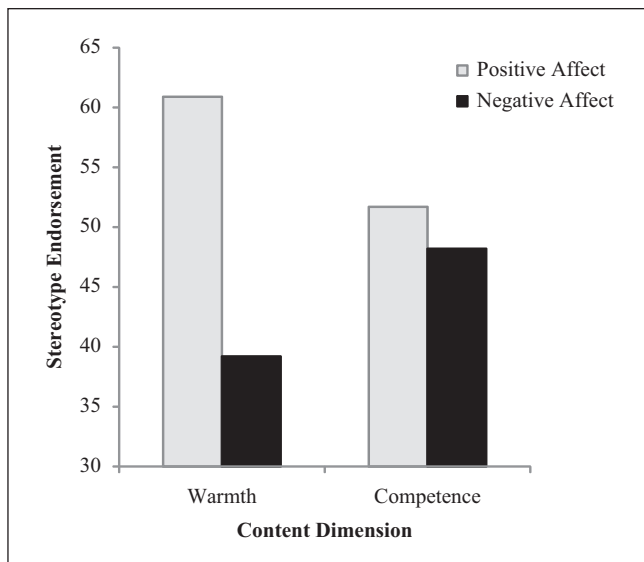 65
60
55
50
45
40
35
30
Stereotype Endorsement
Positive Affect
Negative Affect
Warmth
Competence
Content Dimension